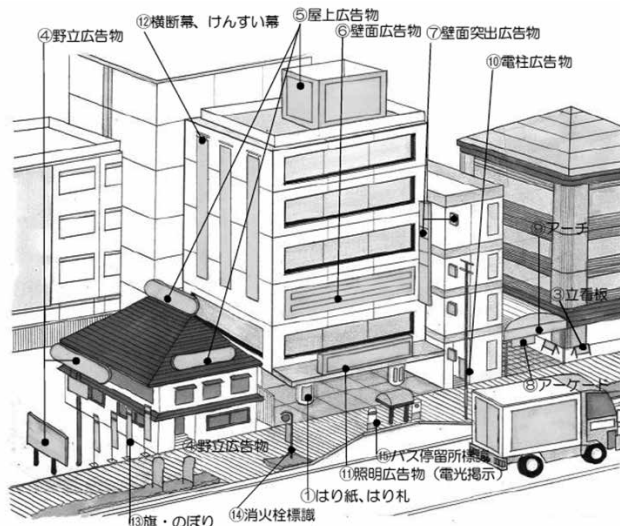 ⑤屋上広告物
⑫横断幕、けんすい幕
④野立広告物
⑥壁面広告物
⑦壁面突出広告物
⑩電柱広告物
⑨アーチ
③立看板
⑧アーケード
④野立広告物
⑮バス停留所標識
⑪照明広告物（電光掲示）
①はり紙、はり札
⑭消火栓標識
⑬旗・のぼり